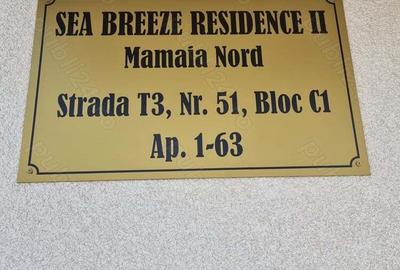 SEA BREEZE RESIDENCE II
Mamaia Nord
Strada T3, Nr. 51, Bloc C1
Ap. 1-63